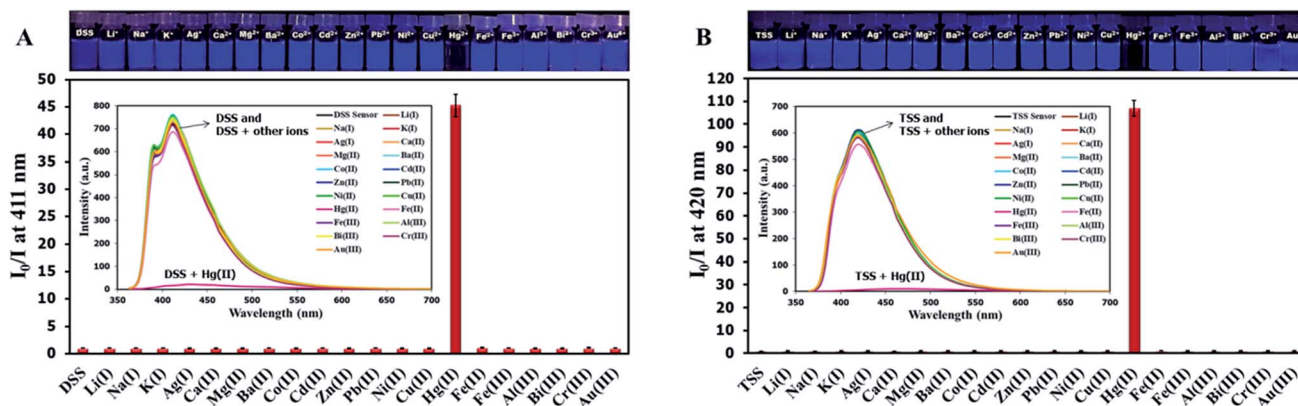 A
DSS Li⁺ Na⁺ K⁺ Ag⁺ Ca²⁺ Mg²⁺ Ba²⁺ Co²⁺ Cd²⁺ Zn²⁺ Pb²⁺ Ni²⁺ Cu²⁺ Hg²⁺ Fe²⁺ Fe³⁺ Al³⁺ Bi³⁺ Cr³⁺
I₀/I at 411 nm
50
45
40
35
30
25
20
15
10
5
0
Intensity (a.u.)
800
700
600
500
400
300
200
100
0
DSS and
DSS + other ions
DSS Sensor Li(I)
Na(I) K(I)
Ag(I) Ca(II)
Mg(II) Ba(II)
Co(II) Cd(II)
Zn(II) Pb(II)
Ni(II) Cu(II)
Hg(II) Fe(II)
Fe(III) Al(III)
Bi(III) Cr(III)
Au(III)
DSS + Hg(II)
350 400 450 500 550 600 650 700
Wavelength (nm)
DSS Li(I) Na(I) K(I) Ag(I) Ca(II) Mg(II) Ba(II) Co(II) Cd(II) Zn(II) Pb(II) Ni(II) Cu(II) Hg(II) Fe(II) Fe(III) Al(III) Bi(III) Cr(III) Au(III)
B
TSS Li⁺ Na⁺ K⁺ Ag⁺ Ca²⁺ Mg²⁺ Ba²⁺ Co²⁺ Cd²⁺ Zn²⁺ Pb²⁺ Ni²⁺ Cu²⁺ Hg²⁺ Fe²⁺ Fe³⁺ Al³⁺ Bi³⁺ Cr³⁺
I₀/I at 420 nm
120
110
100
90
80
70
60
50
40
30
20
10
0
Intensity (a.u.)
700
600
500
400
300
200
100
0
TSS and
TSS + other ions
TSS Sensor Li(I)
Na(I) K(I)
Ag(I) Ca(II)
Mg(II) Ba(II)
Co(II) Cd(II)
Zn(II) Pb(II)
Ni(II) Cu(II)
Hg(II) Fe(II)
Fe(III) Al(III)
Bi(III) Cr(III)
Au(III)
TSS + Hg(II)
350 400 450 500 550 600 650 700
Wavelength (nm)
TSS Li(I) Na(I) K(I) Ag(I) Ca(II) Mg(II) Ba(II) Co(II) Cd(II) Zn(II) Pb(II) Ni(II) Cu(II) Hg(II) Fe(II) Fe(III) Al(III) Bi(III) Cr(III) Au(III)